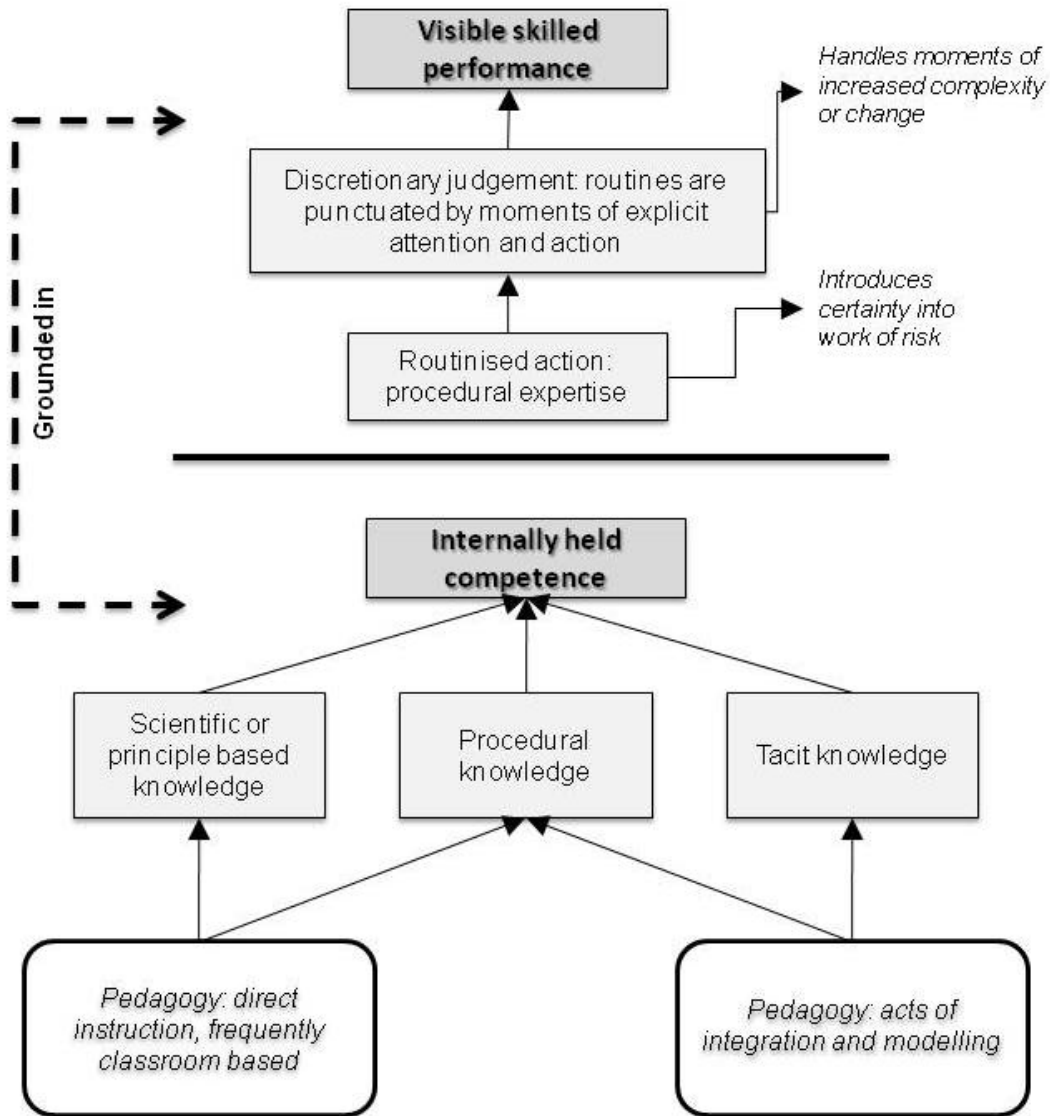 Visible skilled
performance
Handles moments of
increased complexity
or change
Discretionary judgement: routines are
punctuated by moments of explicit
attention and action
Introduces
certainty into
work of risk
Routinised action:
procedural expertise
Grounded in
Internally held
competence
Scientific or
principle based
knowledge
Procedural
knowledge
Tacit knowledge
Pedagogy: direct
instruction, frequently
classroom based
Pedagogy: acts of
integration and modelling